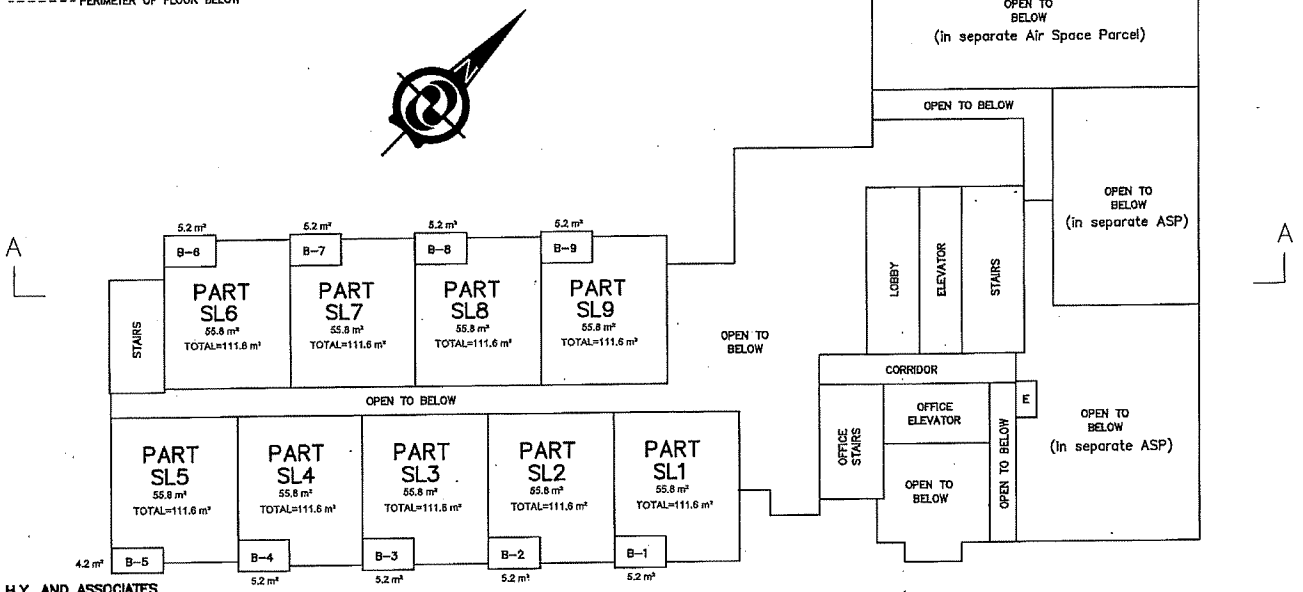 ------- PERIMETER OF FLOOR BELOW
OPEN TO
BELOW
(in separate Air Space Parcel)
OPEN TO BELOW
N
OPEN TO
BELOW
(in separate ASP)
A
A
5.2 m²
5.2 m²
5.2 m²
5.2 m²
B-6
B-7
B-8
B-9
PART
SL6
55.8 m²
TOTAL=111.6 m²
PART
SL7
55.8 m²
TOTAL=111.6 m²
PART
SL8
55.8 m²
TOTAL=111.6 m²
PART
SL9
55.8 m²
TOTAL=111.6 m²
STAIRS
OPEN TO
BELOW
LOBBY
ELEVATOR
STAIRS
CORRIDOR
OPEN TO BELOW
OFFICE
STAIRS
OFFICE
ELEVATOR
OPEN TO BELOW
E
OPEN TO
BELOW
(in separate ASP)
OPEN TO
BELOW
PART
SL5
55.8 m²
TOTAL=111.6 m²
PART
SL4
55.8 m²
TOTAL=111.6 m²
PART
SL3
55.8 m²
TOTAL=111.6 m²
PART
SL2
55.8 m²
TOTAL=111.6 m²
PART
SL1
55.8 m²
TOTAL=111.6 m²
4.2 m²
B-5
B-4
B-3
B-2
B-1
5.2 m²
5.2 m²
5.2 m²
5.2 m²
H.Y. AND ASSOCIATES